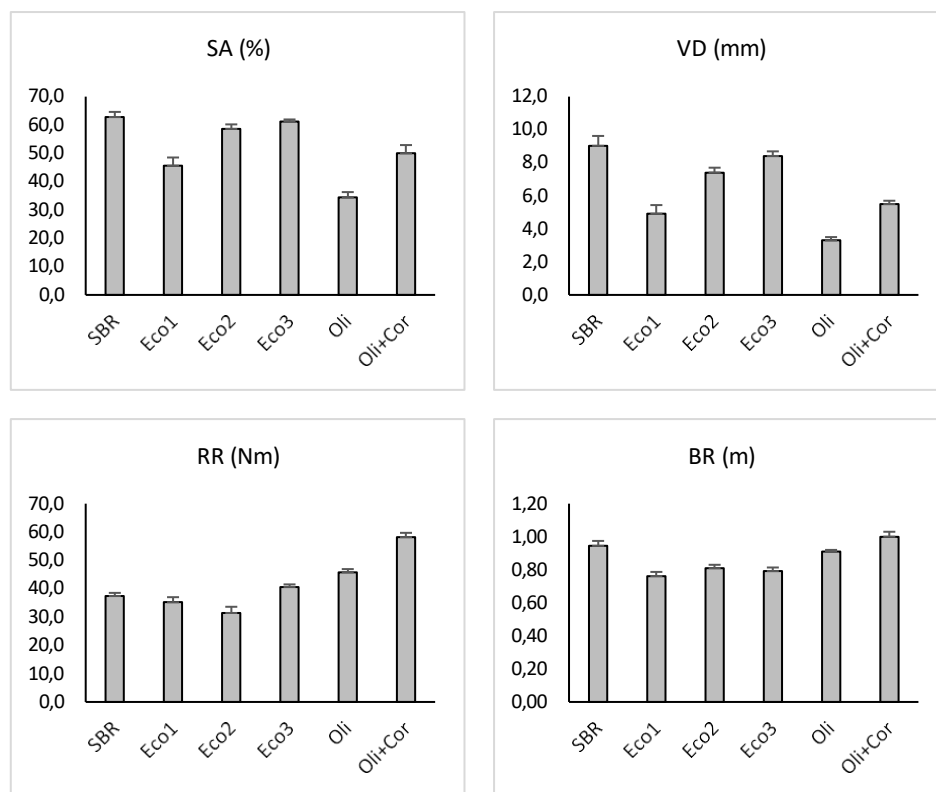 SA (%)
70,0
60,0
50,0
40,0
30,0
20,0
10,0
0,0
SBR
Eco1
Eco2
Eco3
Oli
Oli+Cor
VD (mm)
12,0
10,0
8,0
6,0
4,0
2,0
0,0
SBR
Eco1
Eco2
Eco3
Oli
Oli+Cor
RR (Nm)
70,0
60,0
50,0
40,0
30,0
20,0
10,0
0,0
SBR
Eco1
Eco2
Eco3
Oli
Oli+Cor
BR (m)
1,20
1,00
0,80
0,60
0,40
0,20
0,00
SBR
Eco1
Eco2
Eco3
Oli
Oli+Cor